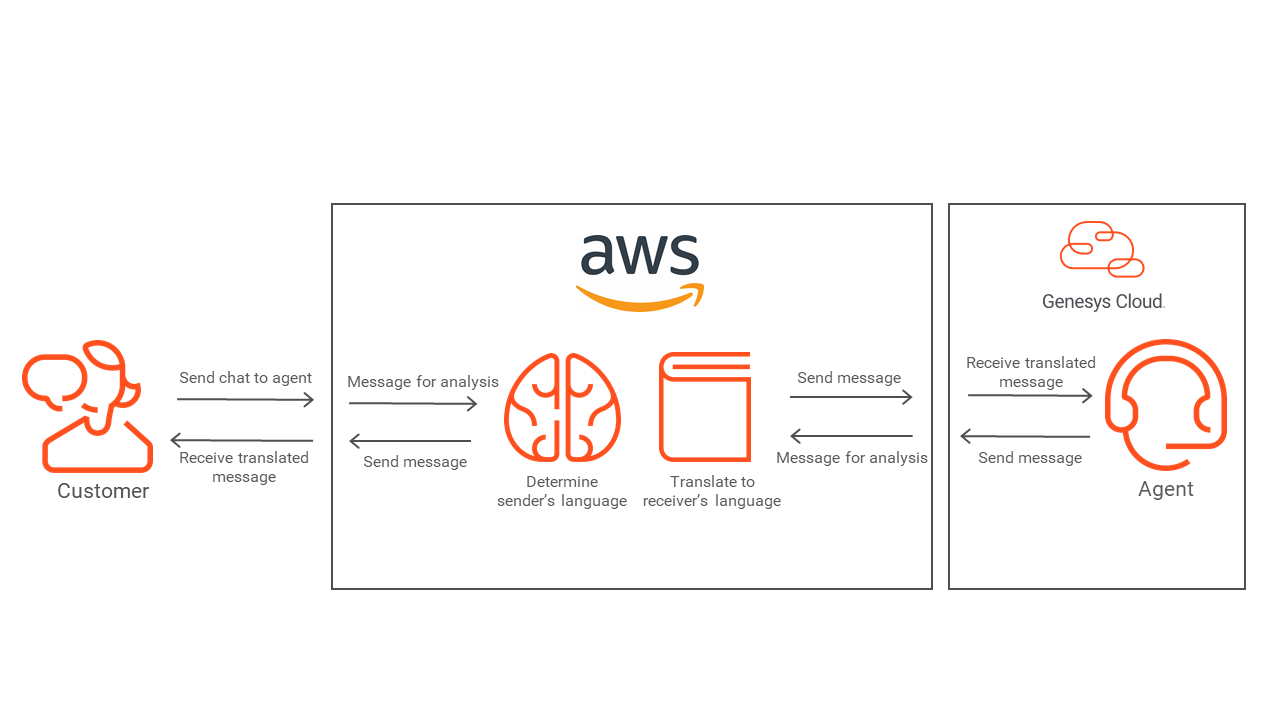 aws
Genesys Cloud
Send chat to agent
Receive translated
message
Customer
Message for analysis
Send message
Determine
sender's language
Translate to
receiver's language
Send message
Message for analysis
Receive translated
message
Send message
Agent